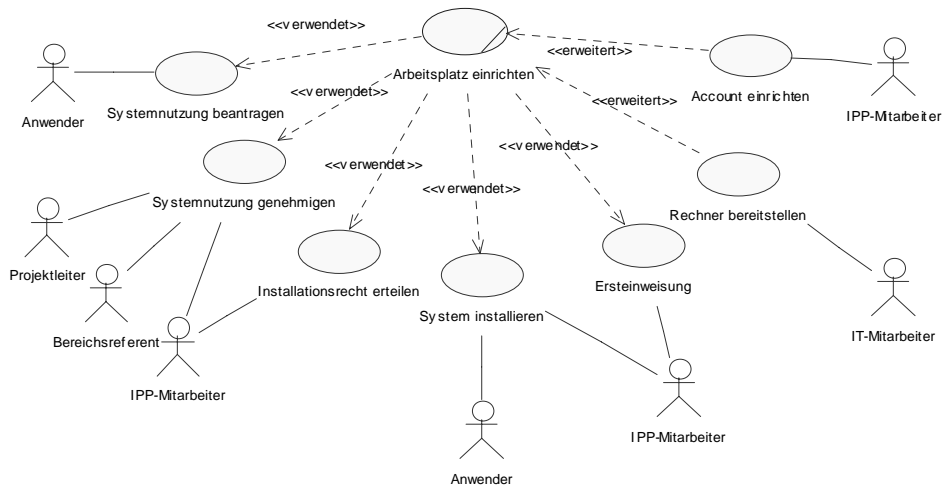 <<verwendet>>
<<erweitert>>
Arbeitsplatz einrichten
Anwender
Systemnutzung beantragen
<<verwendet>>
<<erweitert>>
Account einrichten
IPP-Mitarbeiter
<<verwendet>>
<<verwendet>>
<<verwendet>>
Systemnutzung genehmigen
Rechner bereitstellen
Projektleiter
Installationsrecht erteilen
Ersteinweisung
System installieren
Bereichsreferent
IT-Mitarbeiter
IPP-Mitarbeiter
IPP-Mitarbeiter
Anwender